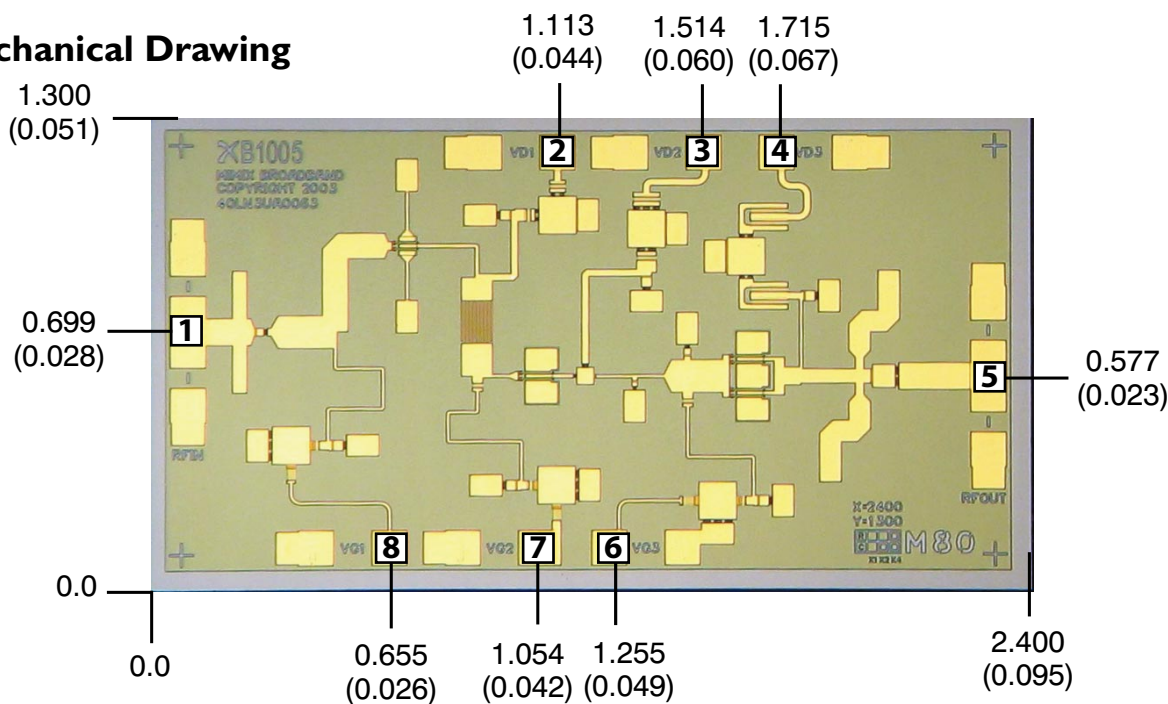 chanical Drawing
1.113
(0.044)
1.514
(0.060)
1.715
(0.067)
1.300
(0.051)
XB1005
MIMIX BROADBAND
COPYRIGHT 2003
VD1
2
VD2
3
4
VD3
0.699
(0.028)
1
RFIN
5
RFOUT
0.577
(0.023)
X=2400
Y=1300
M80
VG1
8
VG2
7
6
VG3
0.0
0.0
0.655
(0.026)
1.054
(0.042)
1.255
(0.049)
2.400
(0.095)